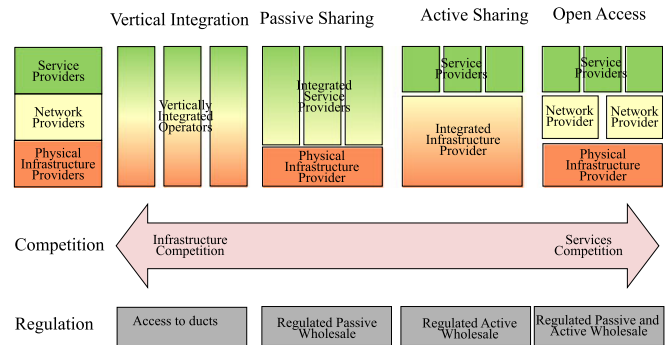 Vertical Integration
Passive Sharing
Active Sharing
Open Access
Service
Providers
Network
Providers
Physical
Infrastructure
Providers
Vertically
Integrated
Operators
Integrated
Service
Providers
Physical
Infrastructure
Provider
Service
Providers
Integrated
Infrastructure
Provider
Service
Providers
Network
Provider
Network
Provider
Physical
Infrastructure
Provider
Competition
Infrastructure
Competition
Services
Competition
Regulation
Access to ducts
Regulated Passive
Wholesale
Regulated Active
Wholesale
Regulated Passive and
Active Wholesale